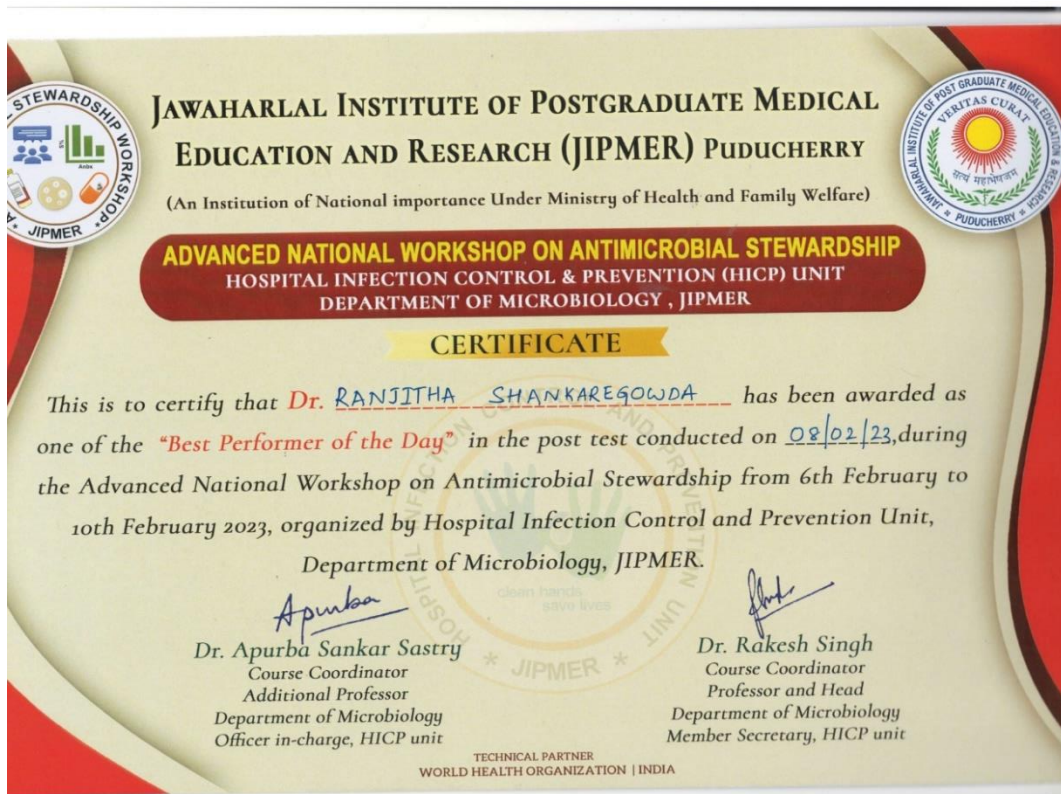 STEWARDSHIP WORKSHOP
Anbs
JIPMER
JAWAHARLAL INSTITUTE OF POSTGRADUATE MEDICAL
EDUCATION AND RESEARCH (JIPMER) PUDUCHERRY
(An Institution of National importance Under Ministry of Health and Family Welfare)
JAWAHARLAL INSTITUTE OF POST GRADUATE MEDICAL EDUCATION & RESEARCH
VERITAS CURAT
PUDUCHERRY
ADVANCED NATIONAL WORKSHOP ON ANTIMICROBIAL STEWARDSHIP
HOSPITAL INFECTION CONTROL & PREVENTION (HICP) UNIT
DEPARTMENT OF MICROBIOLOGY , JIPMER
CERTIFICATE
This is to certify that Dr. RANJITHA SHANKAREGOWDA has been awarded as
one of the "Best Performer of the Day" in the post test conducted on 08/02/23,during
the Advanced National Workshop on Antimicrobial Stewardship from 6th February to
10th February 2023, organized by Hospital Infection Control and Prevention Unit,
Department of Microbiology, JIPMER.
HOSPITAL INFECTION CONTROL AND PREVENTION UNIT
clean hands
save lives
* JIPMER *
Apurba
Dr. Apurba Sankar Sastry
Course Coordinator
Additional Professor
Department of Microbiology
Officer in-charge, HICP unit
Dr. Rakesh Singh
Course Coordinator
Professor and Head
Department of Microbiology
Member Secretary, HICP unit
TECHNICAL PARTNER
WORLD HEALTH ORGANIZATION | INDIA